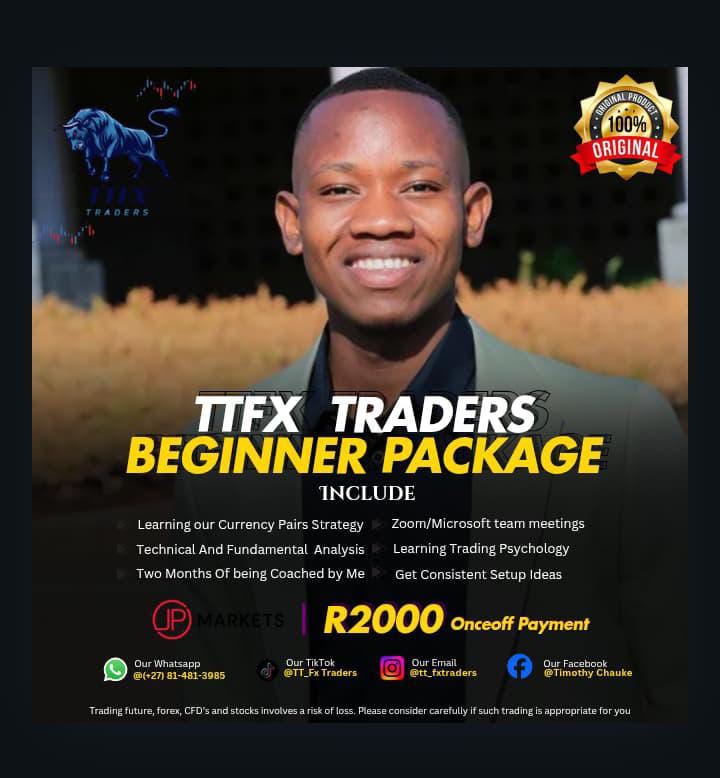 ORIGINAL PRODUCT
100%
ORIGINAL
TTFX
TRADERS
TTFX TRADERS
BEGINNER PACKAGE
INCLUDE
Learning our Currency Pairs Strategy
Zoom/Microsoft team meetings
Technical And Fundamental Analysis
Learning Trading Psychology
Two Months Of being Coached by Me
Get Consistent Setup Ideas
JP MARKETS
R2000 Onceoff Payment
Our Whatsapp
@(+27) 81-481-3985
Our TikTok
@TT_Fx Traders
Our Email
@tt_fxtraders
Our Facebook
@Timothy Chauke
Trading future, forex, CFD's and stocks involves a risk of loss. Please consider carefully if such trading is appropriate for you